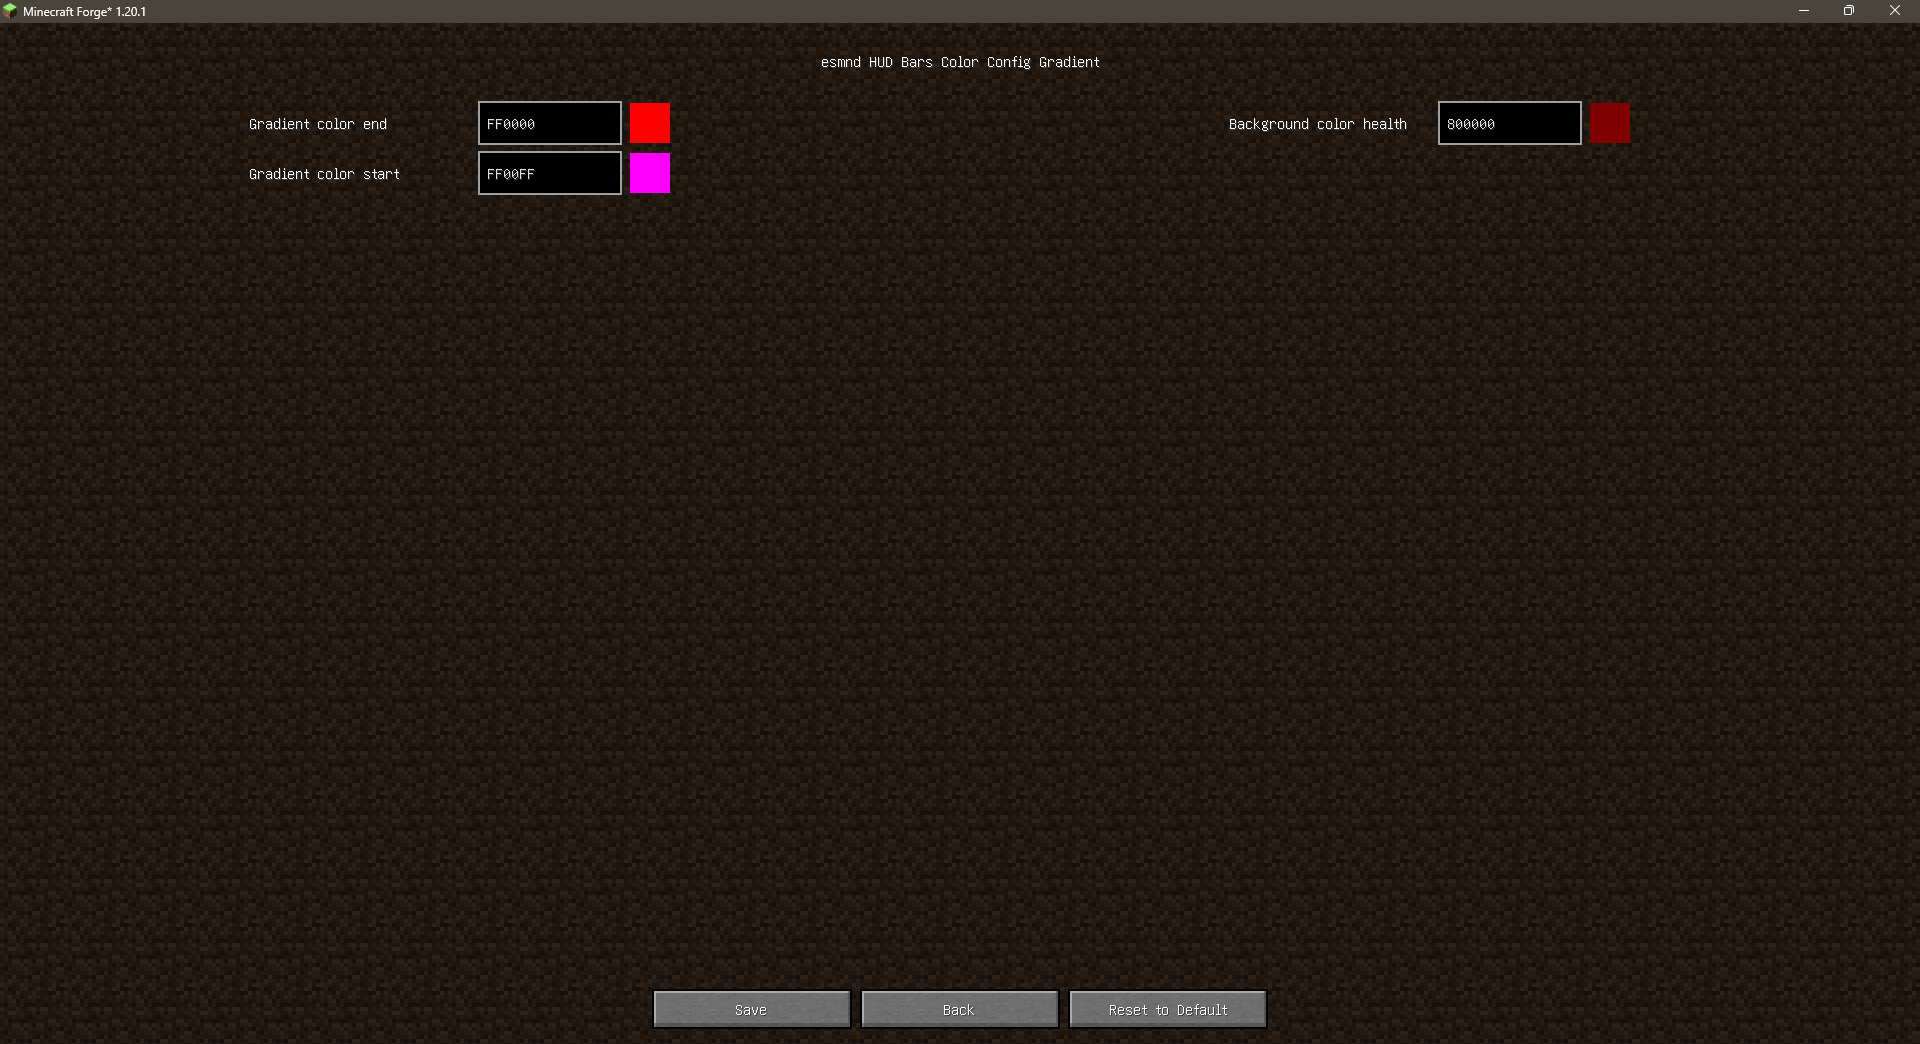 Minecraft Forge* 1.20.1
esmnd HUD Bars Color Config Gradient
Gradient color end FF0000
Background color health 800000
Gradient color start FF00FF
Save
Back
Reset to Default